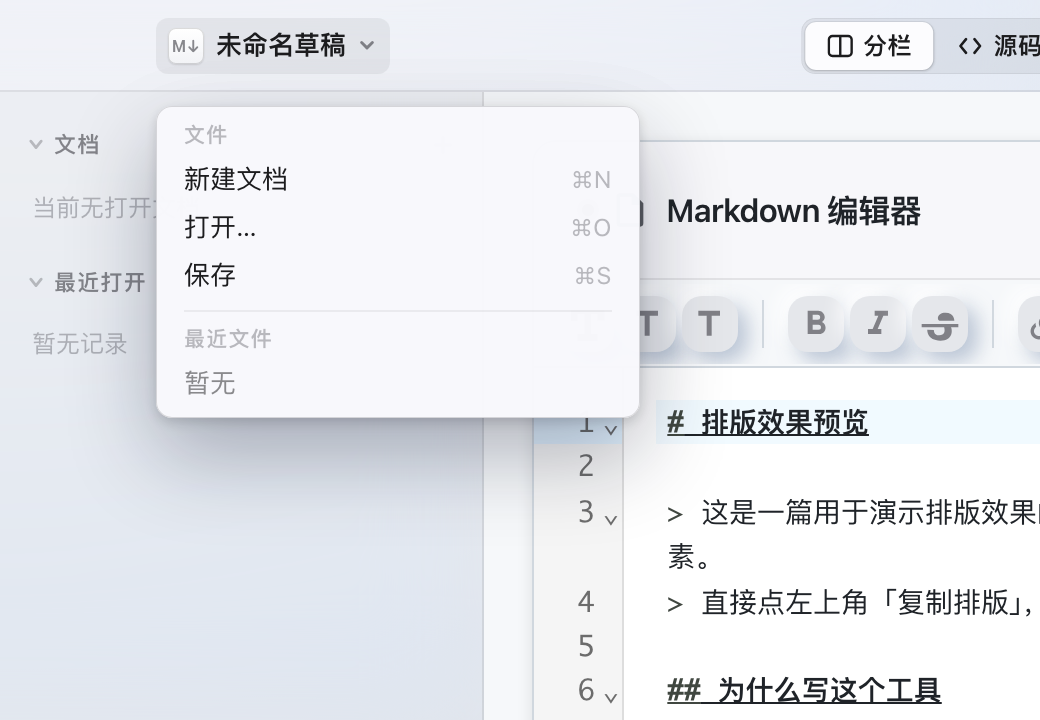 M↓ 未命名草稿
分栏
源码
文档
当前无打开
最近打开
暂无记录
文件
新建文档 ⌘N
打开... ⌘O
保存 ⌘S
最近文件
暂无
Markdown 编辑器
T T B I S
1 # 排版效果预览
2
3 > 这是一篇用于演示排版效果
素。
4 > 直接点左上角「复制排版」，
5
6 ## 为什么写这个工具